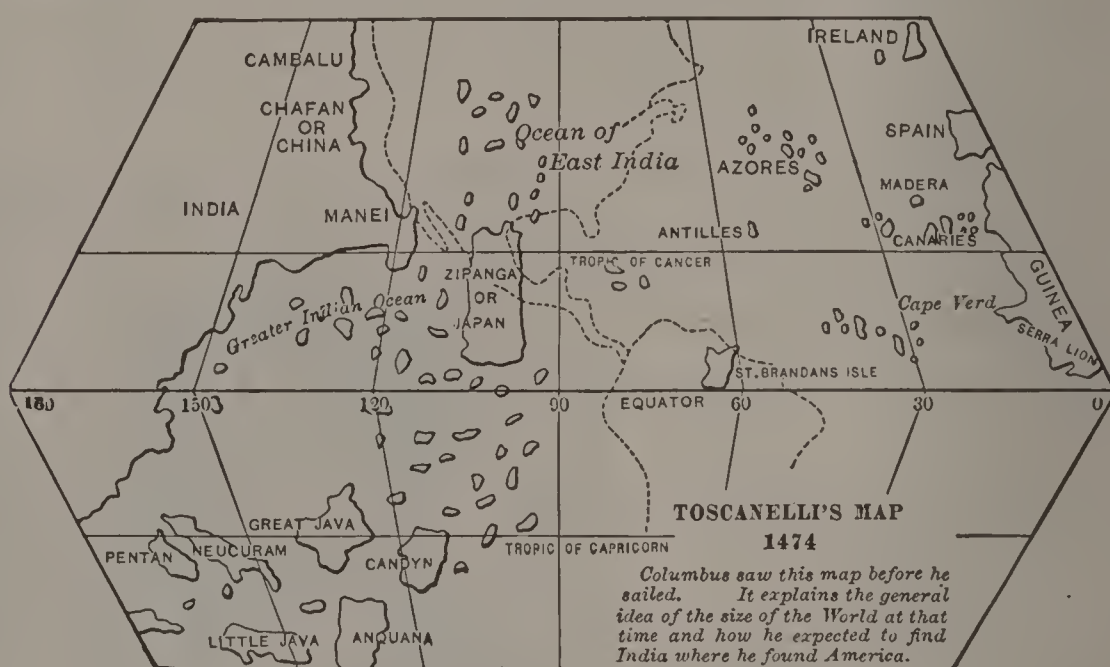 IRELAND
CAMBALU
CHAFAN
OR
CHINA
Ocean of
East India
SPAIN
AZORES
MADERA
INDIA
MANEI
ANTILLES
CANARIES
TROPIC OF CANCER
ZIPANGA
OR
JAPAN
GUINEA
Greater Indian Ocean
Cape Verd
SERRA LION
ST. BRANDANS ISLE
180 150 120 90 EQUATOR 60 30 0
GREAT JAVA
PENTAN
NEUCURAM
CANDYN
TROPIC OF CAPRICORN
LITTLE JAVA
ANQUANA
TOSCANELLI'S MAP
1474
Columbus saw this map before he
sailed. It explains the general
idea of the size of the World at that
time and how he expected to find
India where he found America.